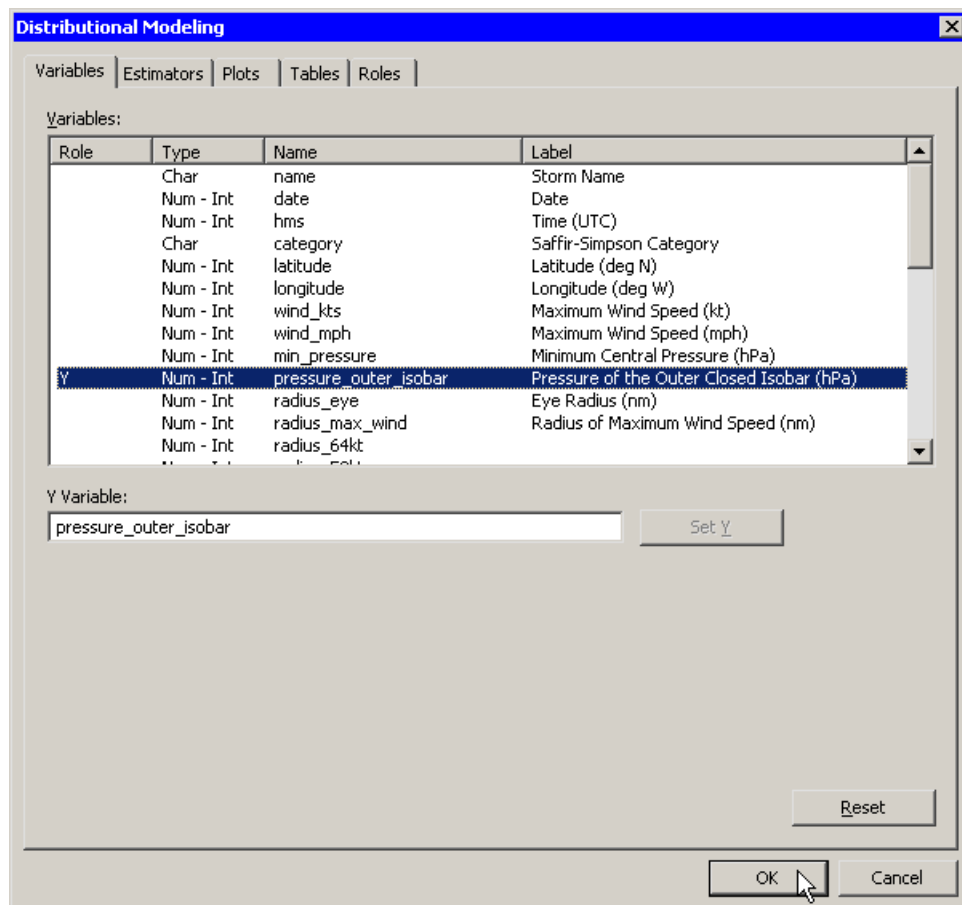 Distributional Modeling
Variables Estimators Plots Tables Roles
Variables:
Role Type Name Label
Char name Storm Name
Num - Int date Date
Num - Int hms Time (UTC)
Char category Saffir-Simpson Category
Num - Int latitude Latitude (deg N)
Num - Int longitude Longitude (deg W)
Num - Int wind_kts Maximum Wind Speed (kt)
Num - Int wind_mph Maximum Wind Speed (mph)
Num - Int min_pressure Minimum Central Pressure (hPa)
Y Num - Int pressure_outer_isobar Pressure of the Outer Closed Isobar (hPa)
Num - Int radius_eye Eye Radius (nm)
Num - Int radius_max_wind Radius of Maximum Wind Speed (nm)
Num - Int radius_64kt
Y Variable:
pressure_outer_isobar Set Y
Reset
OK Cancel